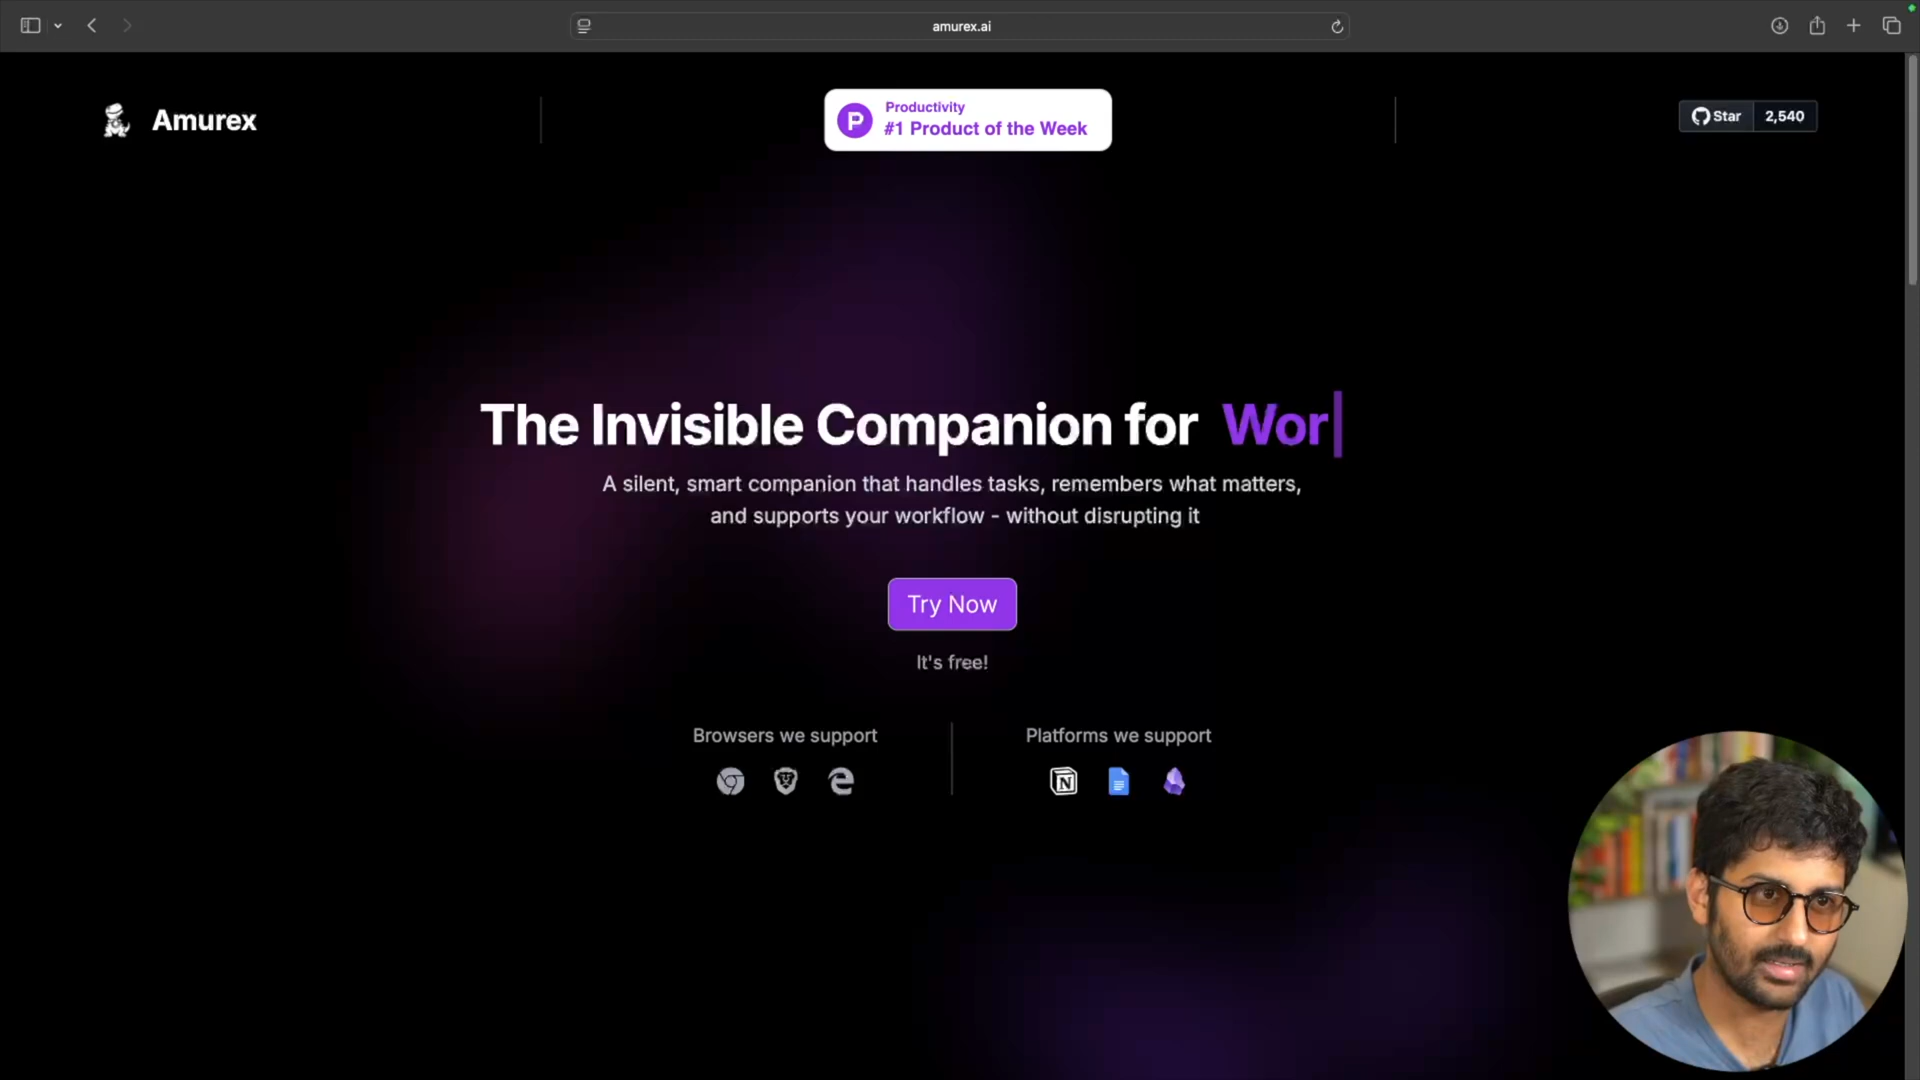 amurex.ai
Amurex
P
Productivity
#1 Product of the Week
Star
2,540
The Invisible Companion for Wor
A silent, smart companion that handles tasks, remembers what matters,
and supports your workflow - without disrupting it
Try Now
It's free!
Browsers we support
Platforms we support
N